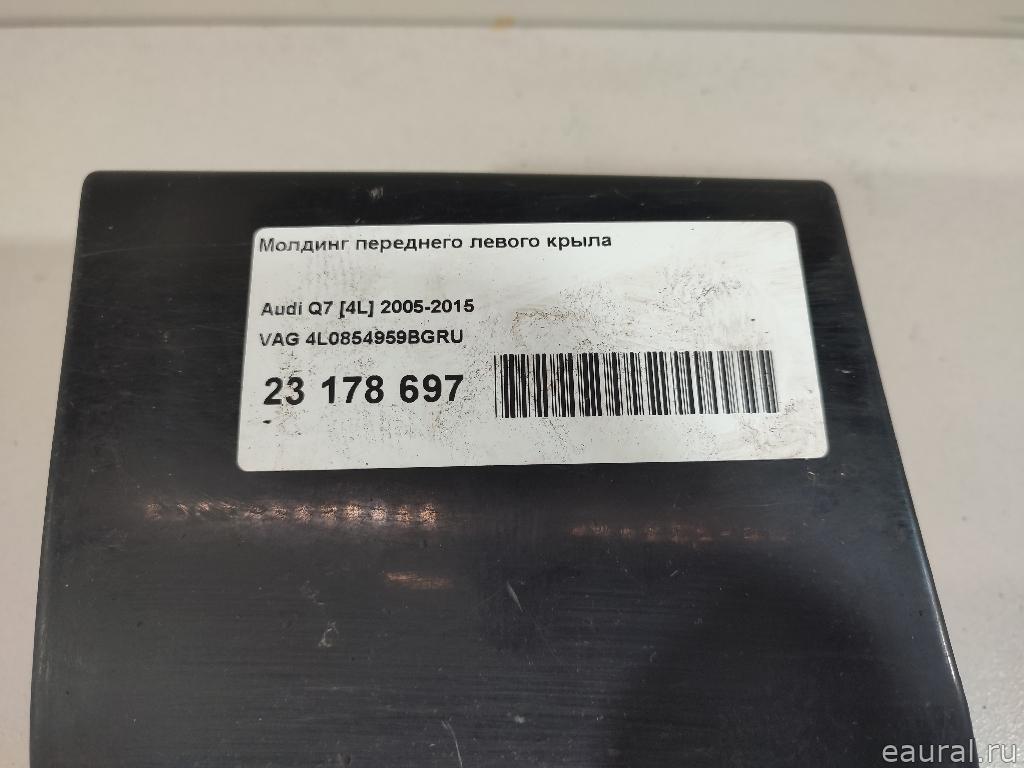 Молдинг переднего левого крыла
Audi Q7 [4L] 2005-2015
VAG 4L0854959BGRU
23 178 697
eaural.ru